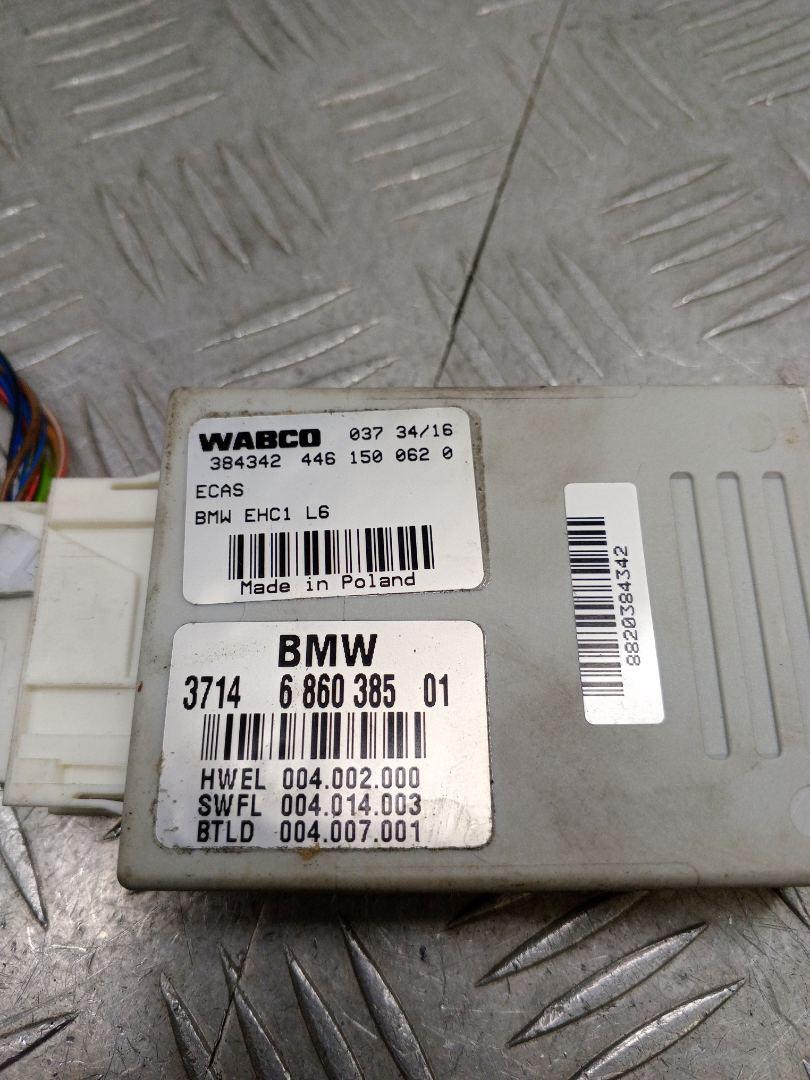 WABCO 037 34/16
384342 446 150 062 0
ECAS
BMW EHC1 L6
Made in Poland
BMW
3714 6 860 385 01
HWEL 004.002.000
SWFL 004.014.003
BTLD 004.007.001
8820384342